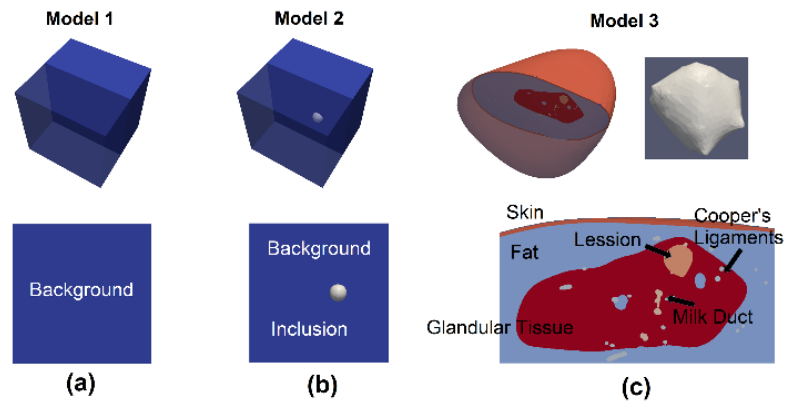 Model 1
Model 2
Model 3
Background
Background
Inclusion
Skin
Fat
Lession
Cooper's
Ligaments
Glandular Tissue
Milk Duct
(a)
(b)
(c)